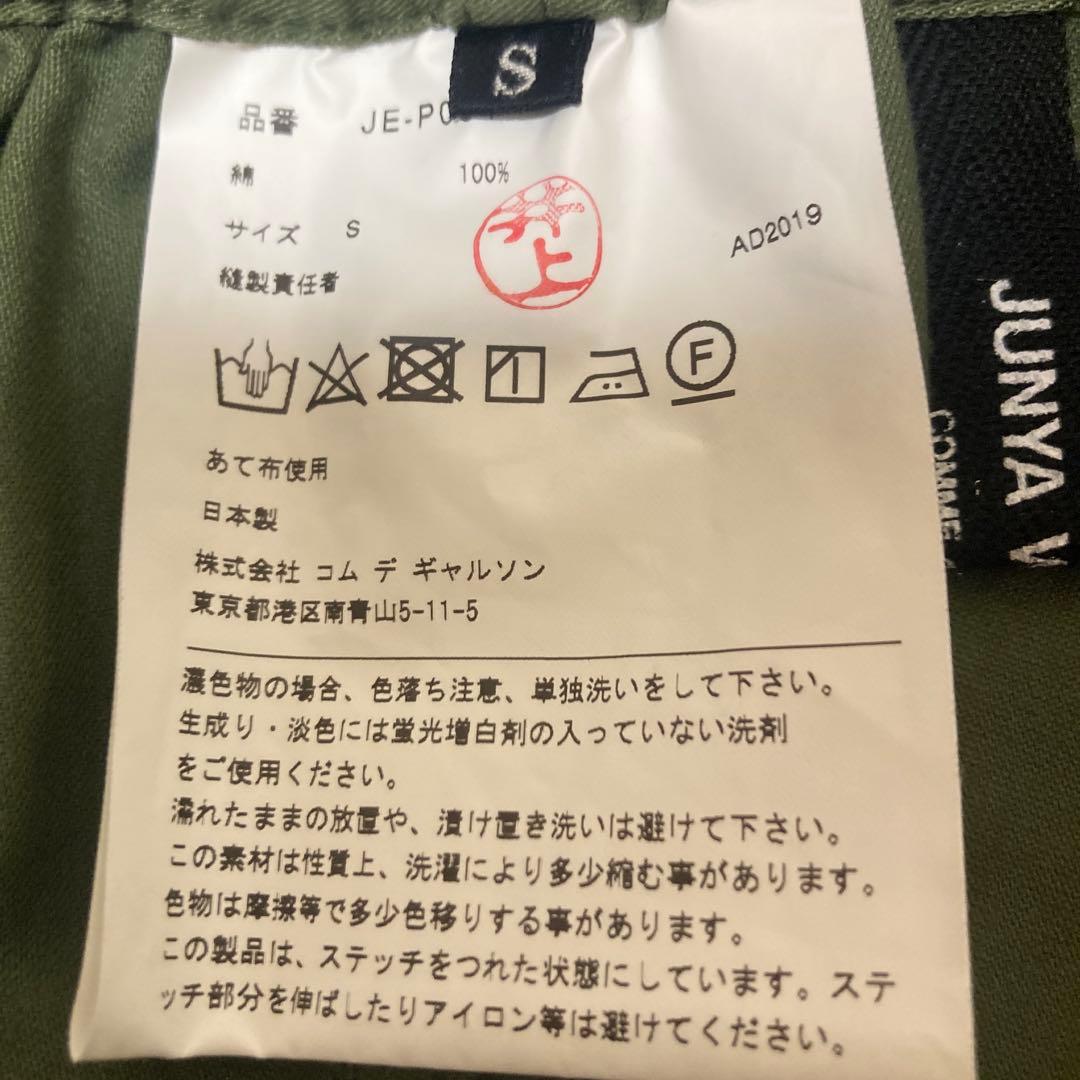 S
品番 JE-P0
綿 100%
サイズ S
AD2019
縫製責任者
上
F
あて布使用
日本製
株式会社 コム デ ギャルソン
東京都港区南青山5-11-5
濃色物の場合、色落ち注意、単独洗いをして下さい。
生成り・淡色には蛍光増白剤の入っていない洗剤
をご使用ください。
濡れたままの放置や、漬け置き洗いは避けて下さい。
この素材は性質上、洗濯により多少縮む事があります。
色物は摩擦等で多少色移りする事があります。
この製品は、ステッチをつれた状態にしています。ステ
ッチ部分を伸ばしたりアイロン等は避けてください。
JUNYA W
COMME